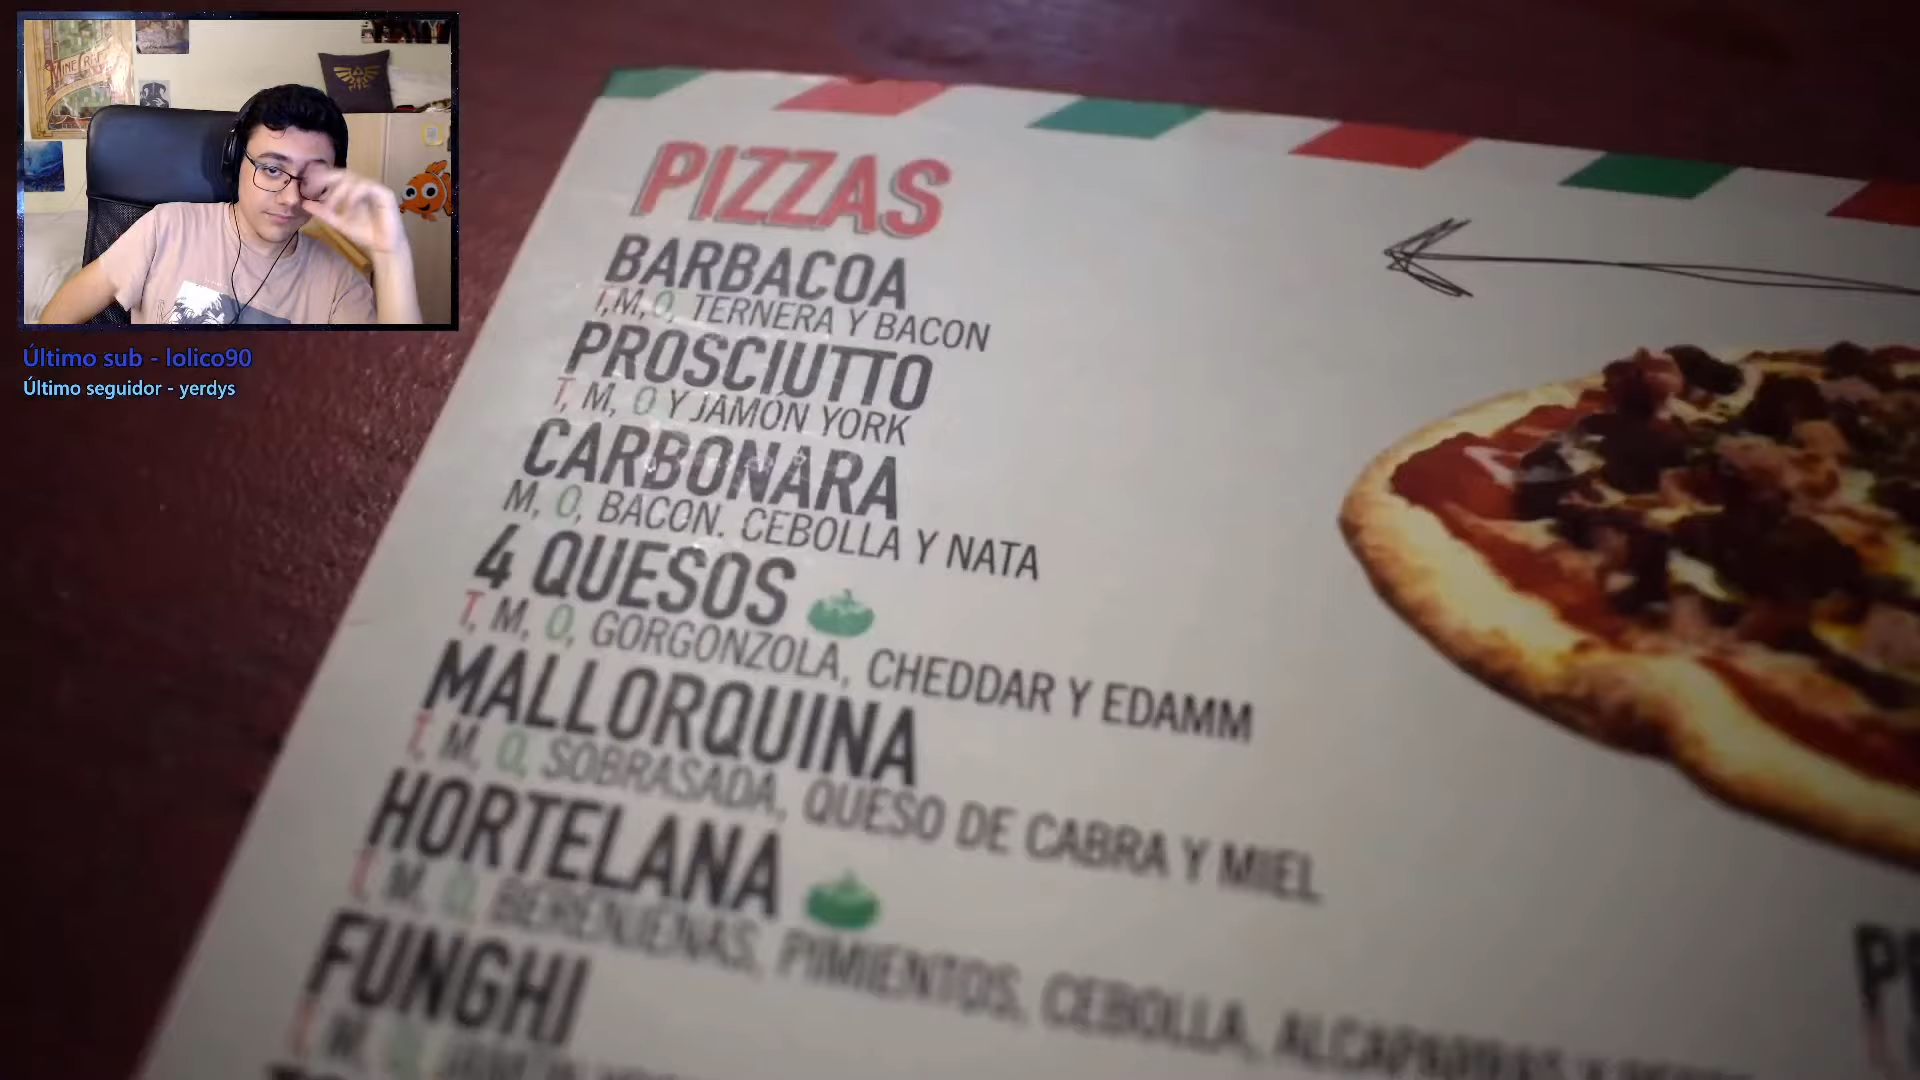 MINECRAFT
Último sub - lolico90
Último seguidor - yerdys
PIZZAS
BARBACOA
T, M, O, TERNERA Y BACON
PROSCIUTTO
T, M, O Y JAMÓN YORK
CARBONARA
M, O, BACON. CEBOLLA Y NATA
4 QUESOS
T, M, O, GORGONZOLA, CHEDDAR Y EDAMM
MALLORQUINA
T, M, O, SOBRASADA, QUESO DE CABRA Y MIEL
HORTELANA
T, M, O, BERENJENAS, PIMIENTOS, CEBOLLA, ALCAPARRAS Y
FUNGHI
T, M, O,